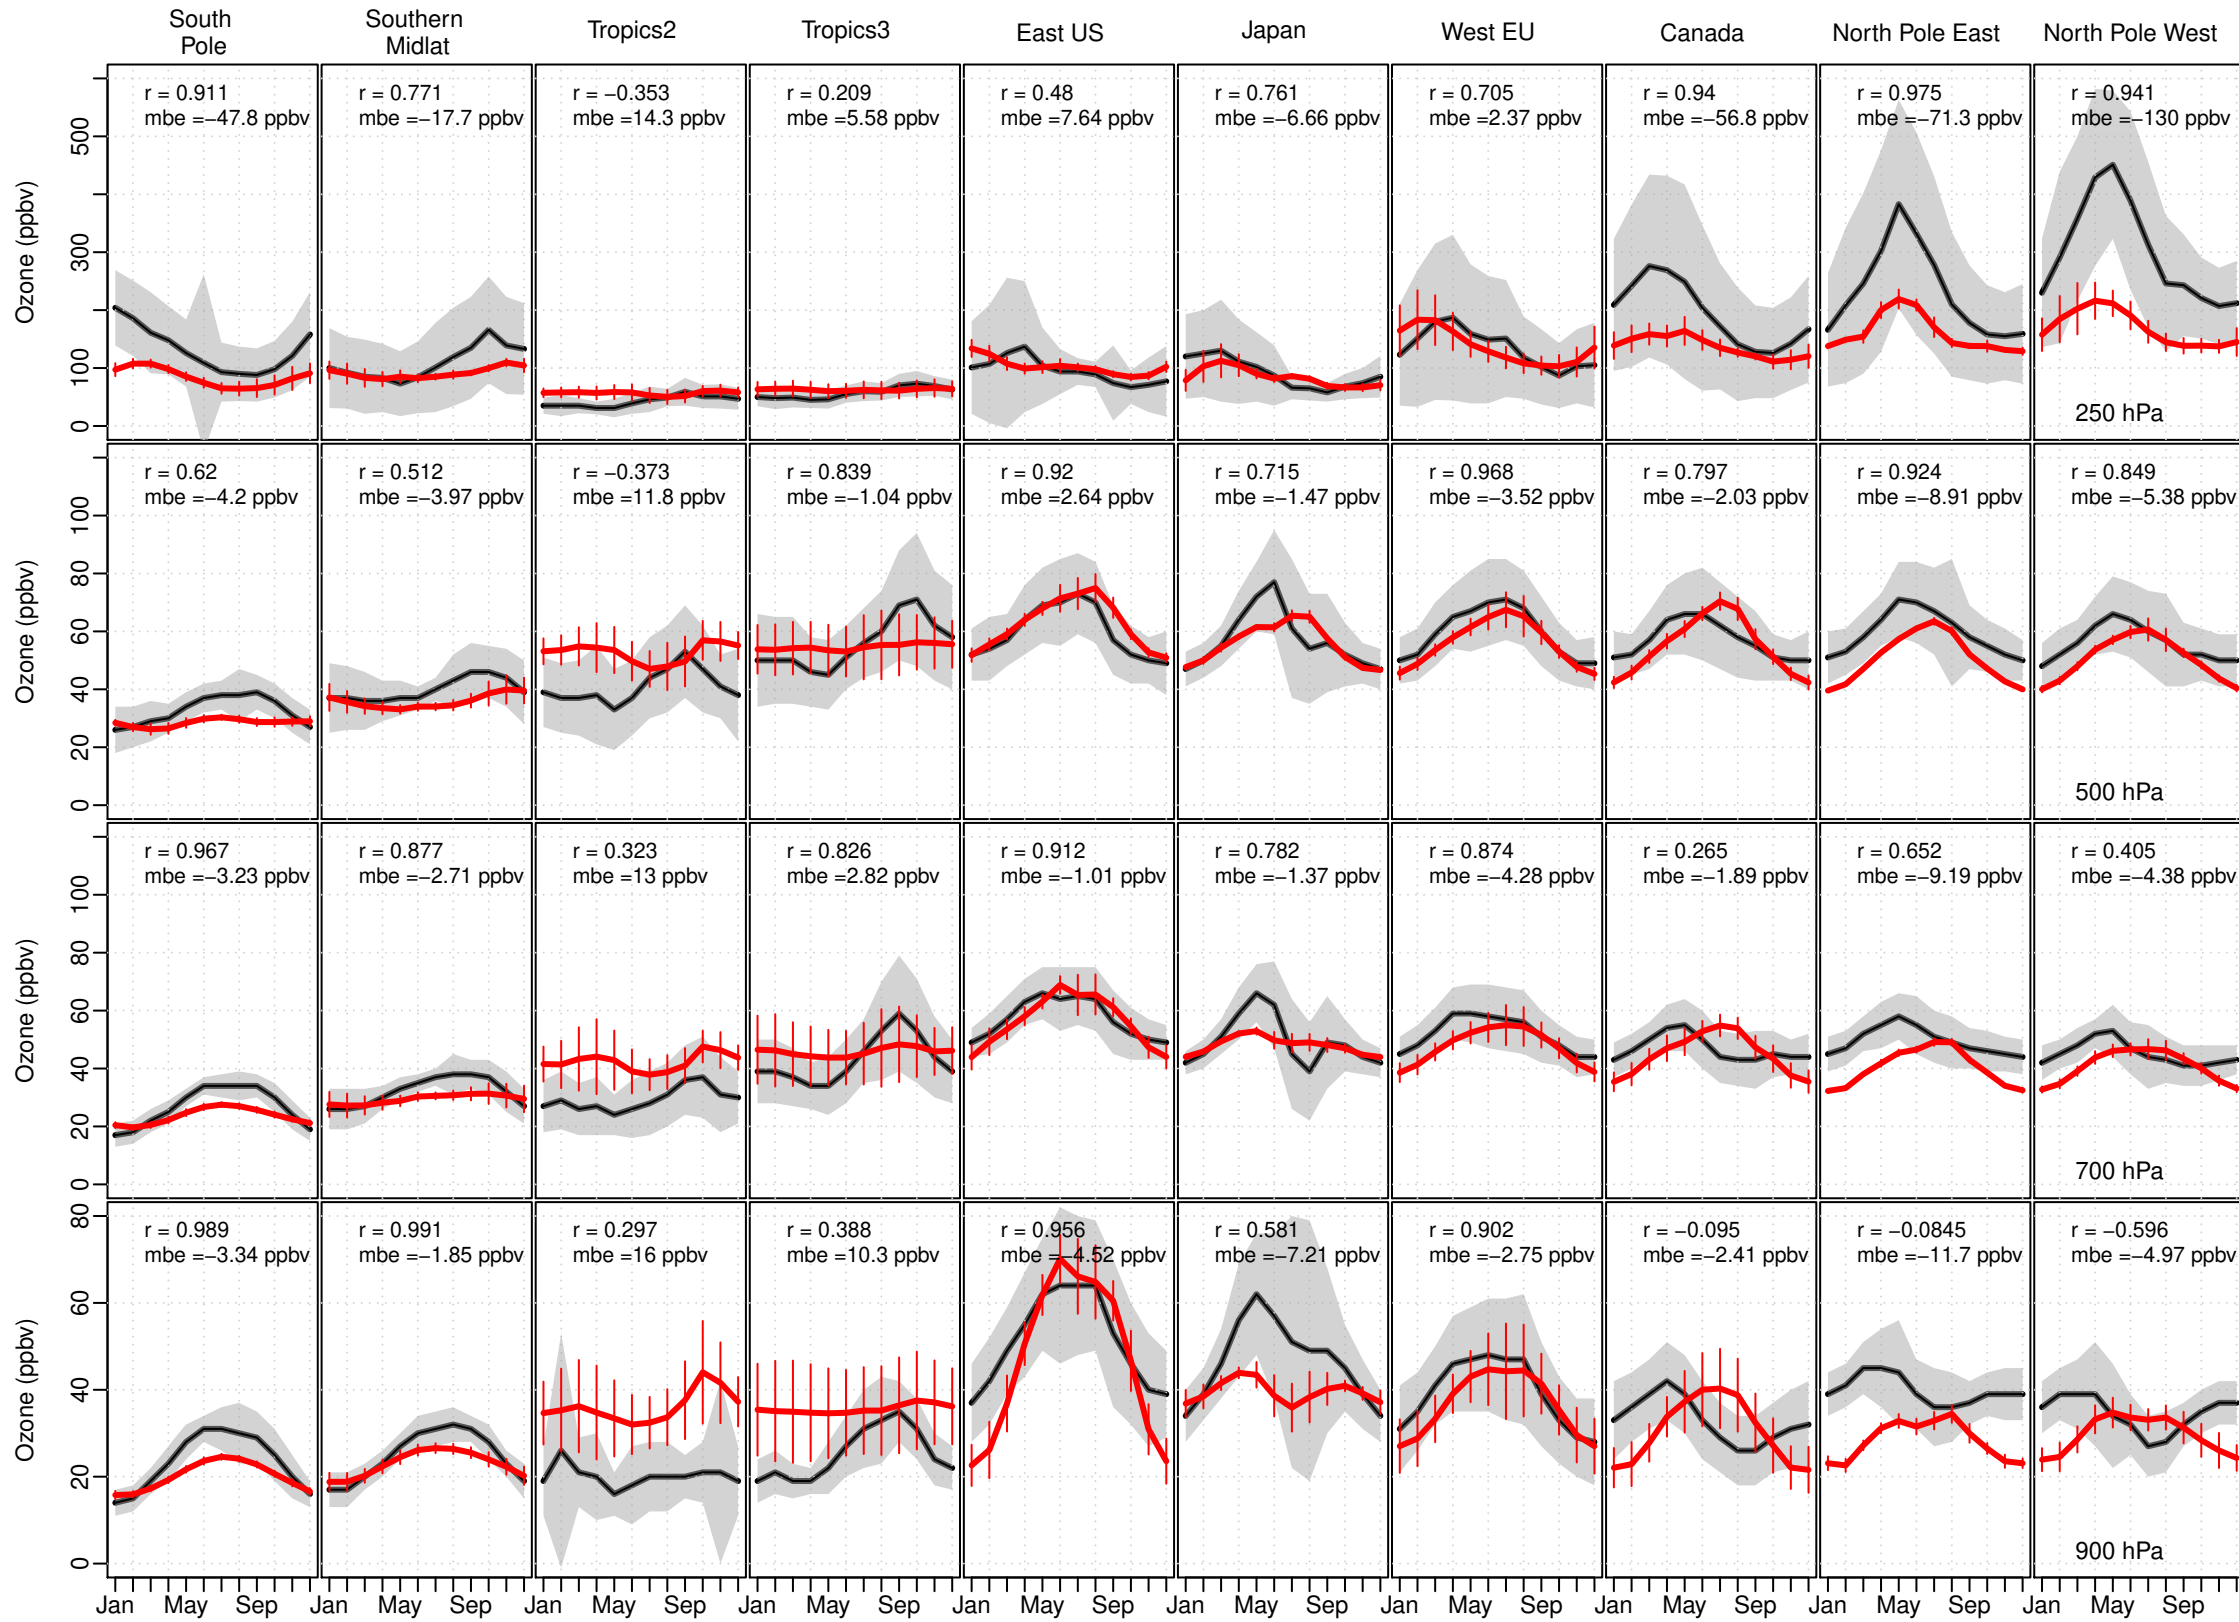 South Pole
Southern Midlat
Tropics2
Tropics3
East US
Japan
West EU
Canada
North Pole East
North Pole West
Ozone (ppbv)
500
300
100
0
r = 0.911
mbe =−47.8 ppbv
r = 0.771
mbe =−17.7 ppbv
r = −0.353
mbe =14.3 ppbv
r = 0.209
mbe =5.58 ppbv
r = 0.48
mbe =7.64 ppbv
r = 0.761
mbe =−6.66 ppbv
r = 0.705
mbe =2.37 ppbv
r = 0.94
mbe =−56.8 ppbv
r = 0.975
mbe =−71.3 ppbv
r = 0.941
mbe =−130 ppbv
250 hPa
Ozone (ppbv)
100
80
60
40
20
0
r = 0.62
mbe =−4.2 ppbv
r = 0.512
mbe =−3.97 ppbv
r = −0.373
mbe =11.8 ppbv
r = 0.839
mbe =−1.04 ppbv
r = 0.92
mbe =2.64 ppbv
r = 0.715
mbe =−1.47 ppbv
r = 0.968
mbe =−3.52 ppbv
r = 0.797
mbe =−2.03 ppbv
r = 0.924
mbe =−8.91 ppbv
r = 0.849
mbe =−5.38 ppbv
500 hPa
Ozone (ppbv)
100
80
60
40
20
0
r = 0.967
mbe =−3.23 ppbv
r = 0.877
mbe =−2.71 ppbv
r = 0.323
mbe =13 ppbv
r = 0.826
mbe =2.82 ppbv
r = 0.912
mbe =−1.01 ppbv
r = 0.782
mbe =−1.37 ppbv
r = 0.874
mbe =−4.28 ppbv
r = 0.265
mbe =−1.89 ppbv
r = 0.652
mbe =−9.19 ppbv
r = 0.405
mbe =−4.38 ppbv
700 hPa
Ozone (ppbv)
80
60
40
20
0
r = 0.989
mbe =−3.34 ppbv
r = 0.991
mbe =−1.85 ppbv
r = 0.297
mbe =16 ppbv
r = 0.388
mbe =10.3 ppbv
r = 0.956
mbe =−4.52 ppbv
r = 0.581
mbe =−7.21 ppbv
r = 0.902
mbe =−2.75 ppbv
r = −0.095
mbe =−2.41 ppbv
r = −0.0845
mbe =−11.7 ppbv
r = −0.596
mbe =−4.97 ppbv
900 hPa
Jan May Sep Jan May Sep Jan May Sep Jan May Sep Jan May Sep Jan May Sep Jan May Sep Jan May Sep Jan May Sep Jan May Sep